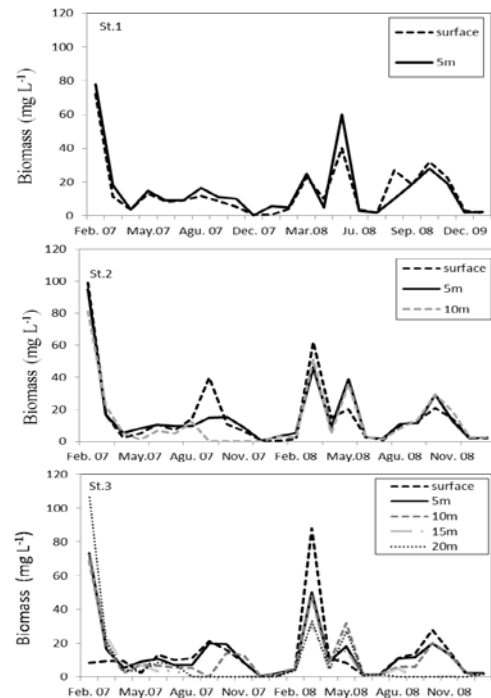 St.1
surface
5m
Biomass (mg L-1)
120
100
80
60
40
20
0
Feb. 07 May.07 Agu. 07 Dec. 07 Mar.08 Ju. 08 Sep. 08 Dec. 09
St.2
surface
5m
10m
Biomass (mg L-1)
120
100
80
60
40
20
0
Feb. 07 May.07 Agu. 07 Nov. 07 Feb. 08 May.08 Agu. 08 Nov. 08
St.3
surface
5m
10m
15m
20m
Biomass (mg L-1)
120
100
80
60
40
20
0
Feb. 07 May.07 Agu. 07 Nov. 07 Feb. 08 May.08 Agu. 08 Nov. 08